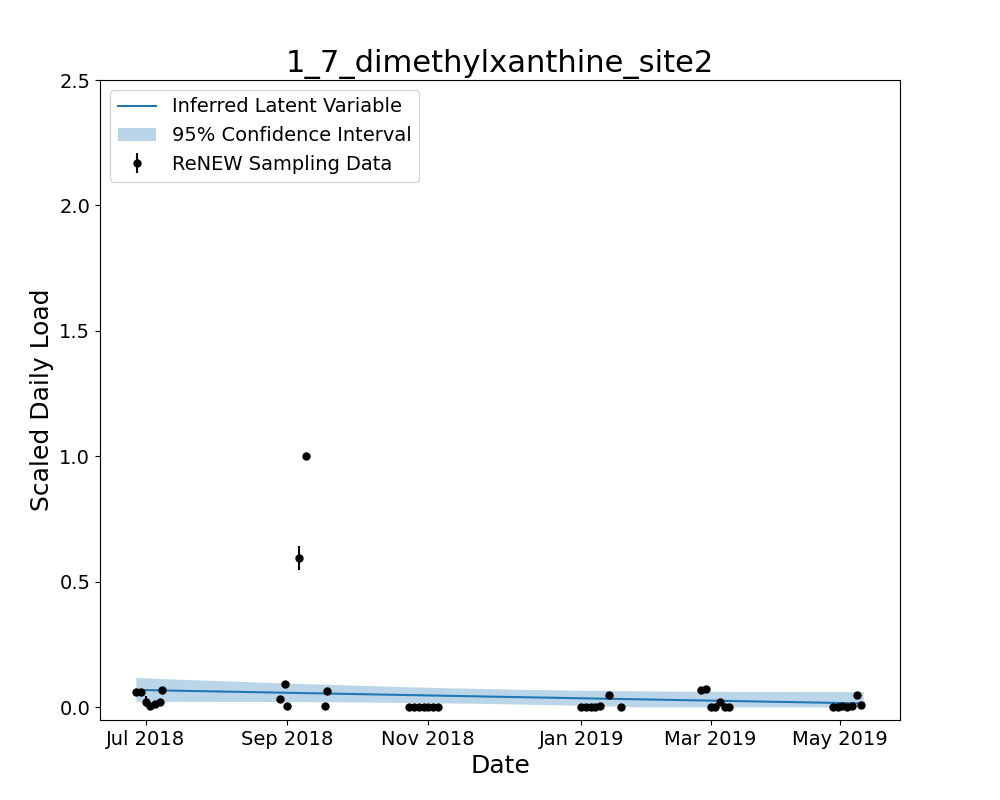 1_7_dimethylxanthine_site2
2.5
2.0
1.5
1.0
0.5
0.0
Scaled Daily Load
Inferred Latent Variable
95% Confidence Interval
ReNEW Sampling Data
Jul 2018
Sep 2018
Nov 2018
Jan 2019
Mar 2019
May 2019
Date